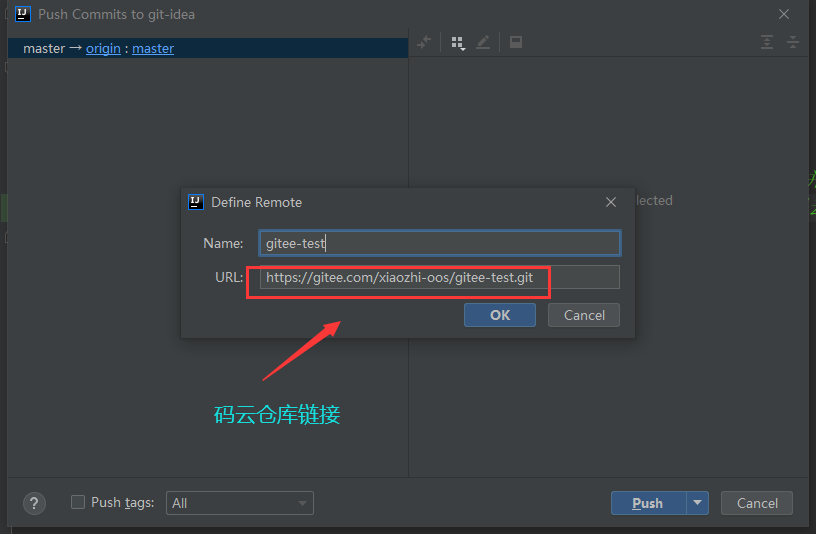 Push Commits to git-idea
master → origin : master
lected
Define Remote
Name: gitee-test
URL: https://gitee.com/xiaozhi-oos/gitee-test.git
OK Cancel
码云仓库链接
? Push tags: All Push Cancel